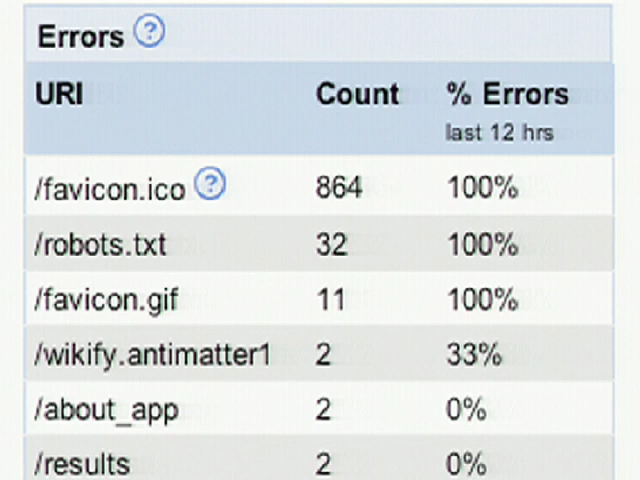 Errors ?
URI Count % Errors
last 12 hrs
/favicon.ico ? 864 100%
/robots.txt 32 100%
/favicon.gif 11 100%
/wikify.antimatter1 2 33%
/about_app 2 0%
/results 2 0%